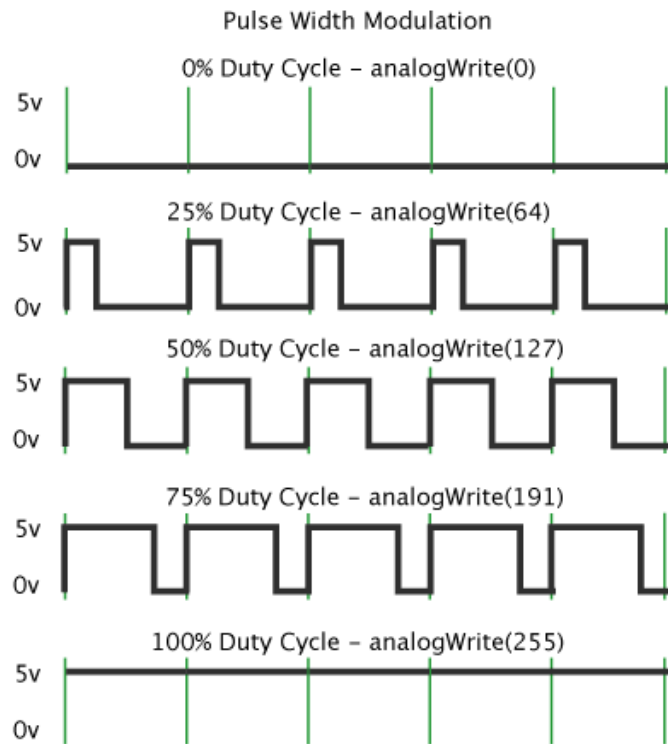 Pulse Width Modulation
0% Duty Cycle – analogWrite(0)
5v
0v
25% Duty Cycle – analogWrite(64)
5v
0v
50% Duty Cycle – analogWrite(127)
5v
0v
75% Duty Cycle – analogWrite(191)
5v
0v
100% Duty Cycle – analogWrite(255)
5v
0v